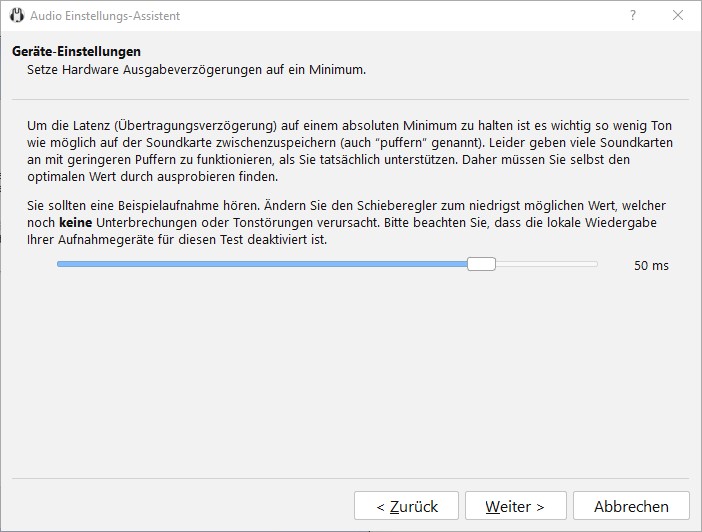 Audio Einstellungs-Assistent
?
Geräte-Einstellungen
Setze Hardware Ausgabeverzögerungen auf ein Minimum.
Um die Latenz (Übertragungsverzögerung) auf einem absoluten Minimum zu halten ist es wichtig so wenig Ton
wie möglich auf der Soundkarte zwischenzuspeichern (auch "puffern" genannt). Leider geben viele Soundkarten
an mit geringeren Puffern zu funktionieren, als Sie tatsächlich unterstützen. Daher müssen Sie selbst den
optimalen Wert durch ausprobieren finden.
Sie sollten eine Beispielaufnahme hören. Ändern Sie den Schieberegler zum niedrigst möglichen Wert, welcher
noch keine Unterbrechungen oder Tonstörungen verursacht. Bitte beachten Sie, dass die lokale Wiedergabe
Ihrer Aufnahmegeräte für diesen Test deaktiviert ist.
50 ms
< Zurück
Weiter >
Abbrechen